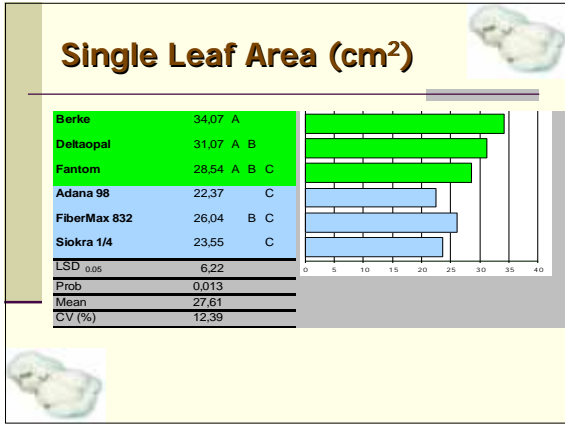 Single Leaf Area (cm²)
Berke 34,07 A
Deltaopal 31,07 A B
Fantom 28,54 A B C
Adana 98 22,37 C
FiberMax 832 26,04 B C
Siokra 1/4 23,55 C
LSD 0.05 6,22
Prob 0,013
Mean 27,61
CV (%) 12,39
0 5 10 15 20 25 30 35 40